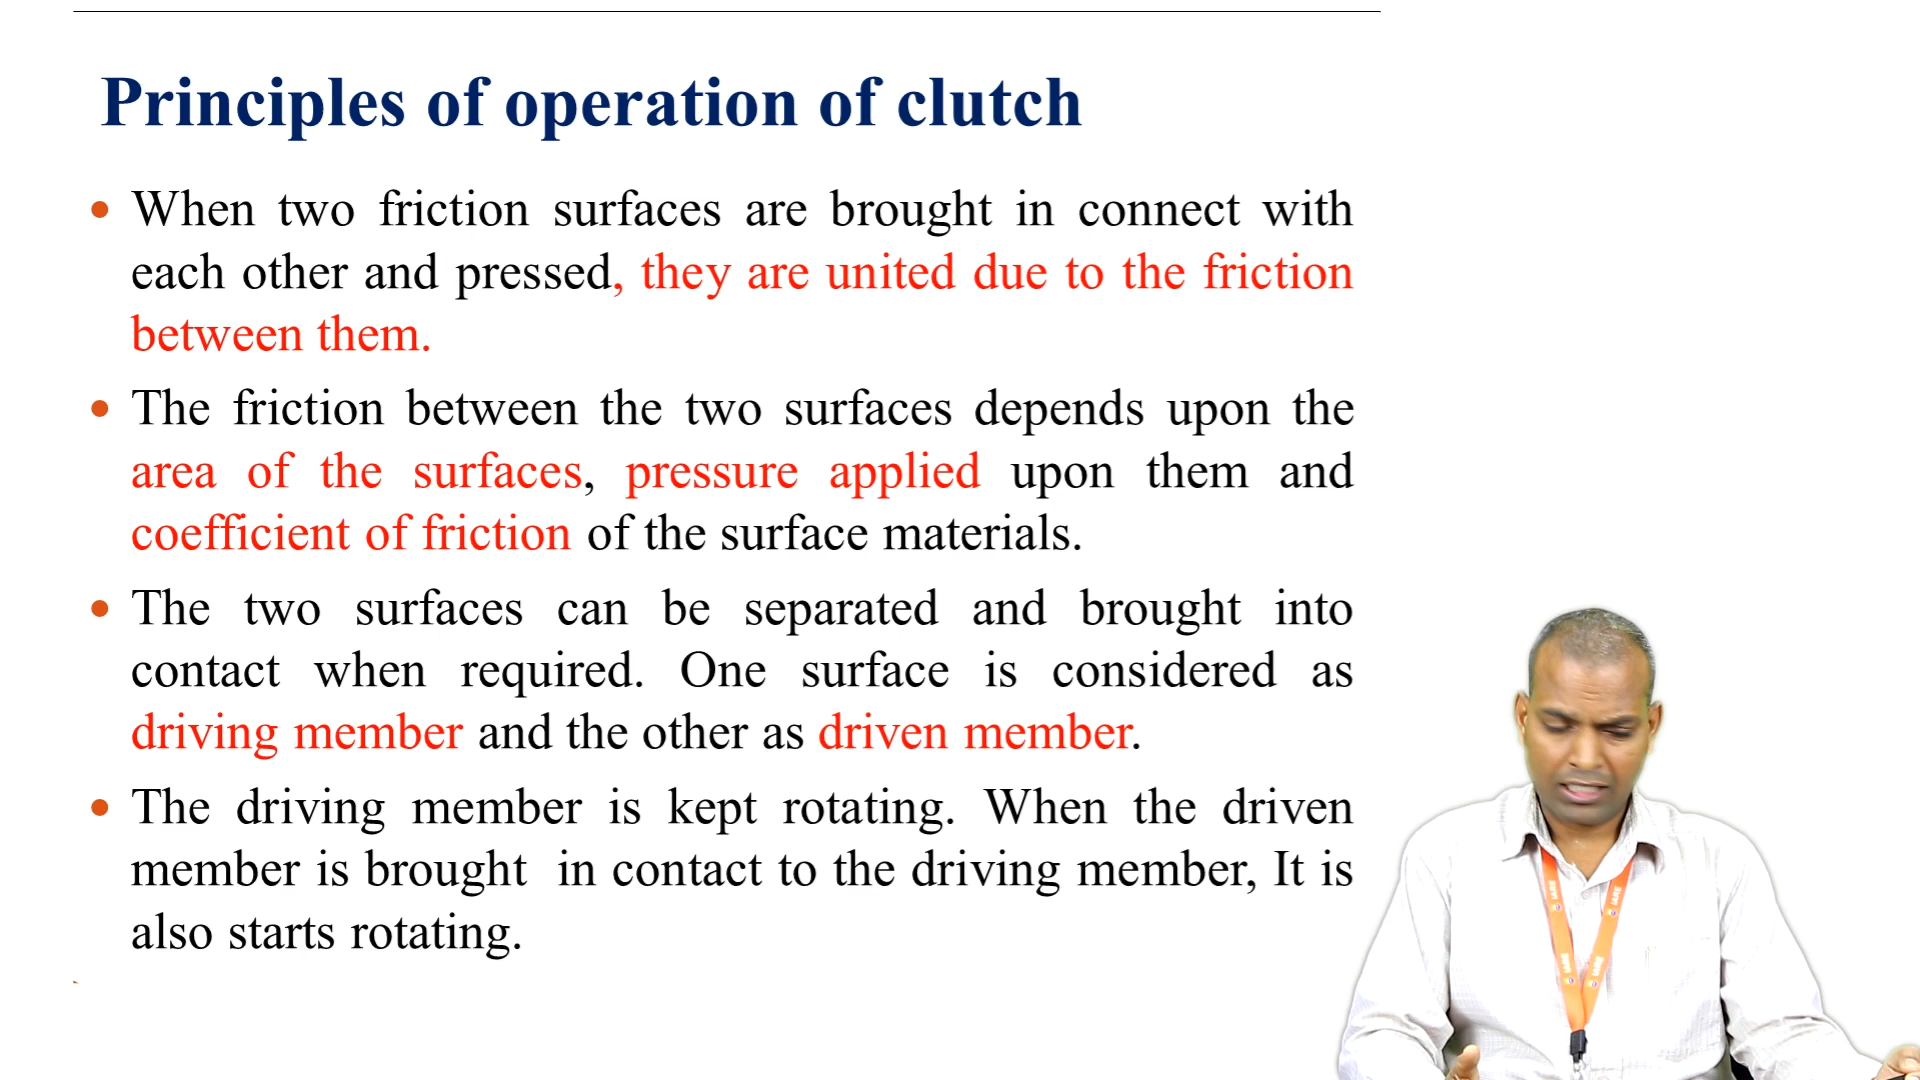 Principles of operation of clutch
• When two friction surfaces are brought in connect with
each other and pressed, they are united due to the friction
between them.
• The friction between the two surfaces depends upon the
area of the surfaces, pressure applied upon them and
coefficient of friction of the surface materials.
• The two surfaces can be separated and brought into
contact when required. One surface is considered as
driving member and the other as driven member.
• The driving member is kept rotating. When the driven
member is brought in contact to the driving member, It is
also starts rotating.
IARE
IARE
IARE
IARE